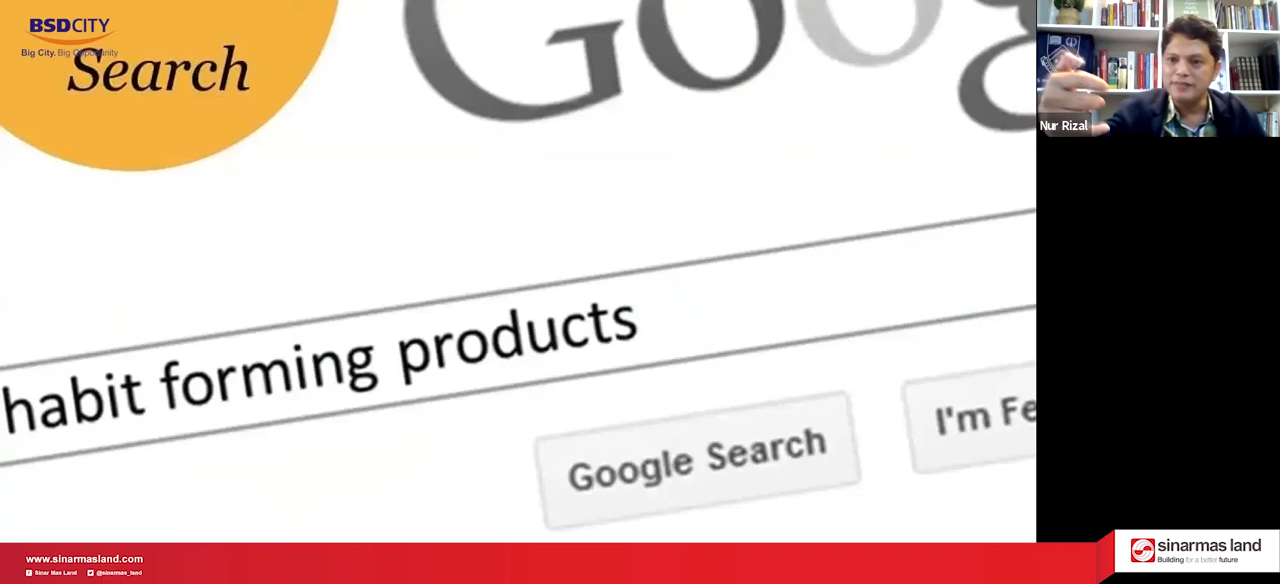 BSDCITY
Big City. Big Opportunity
Search
Goog
habit forming products
Google Search
I'm Fe
Nur Rizal
www.sinarmasland.com
Sinar Mas Land
@sinarmas_land
sinarmas land
Building for a better future